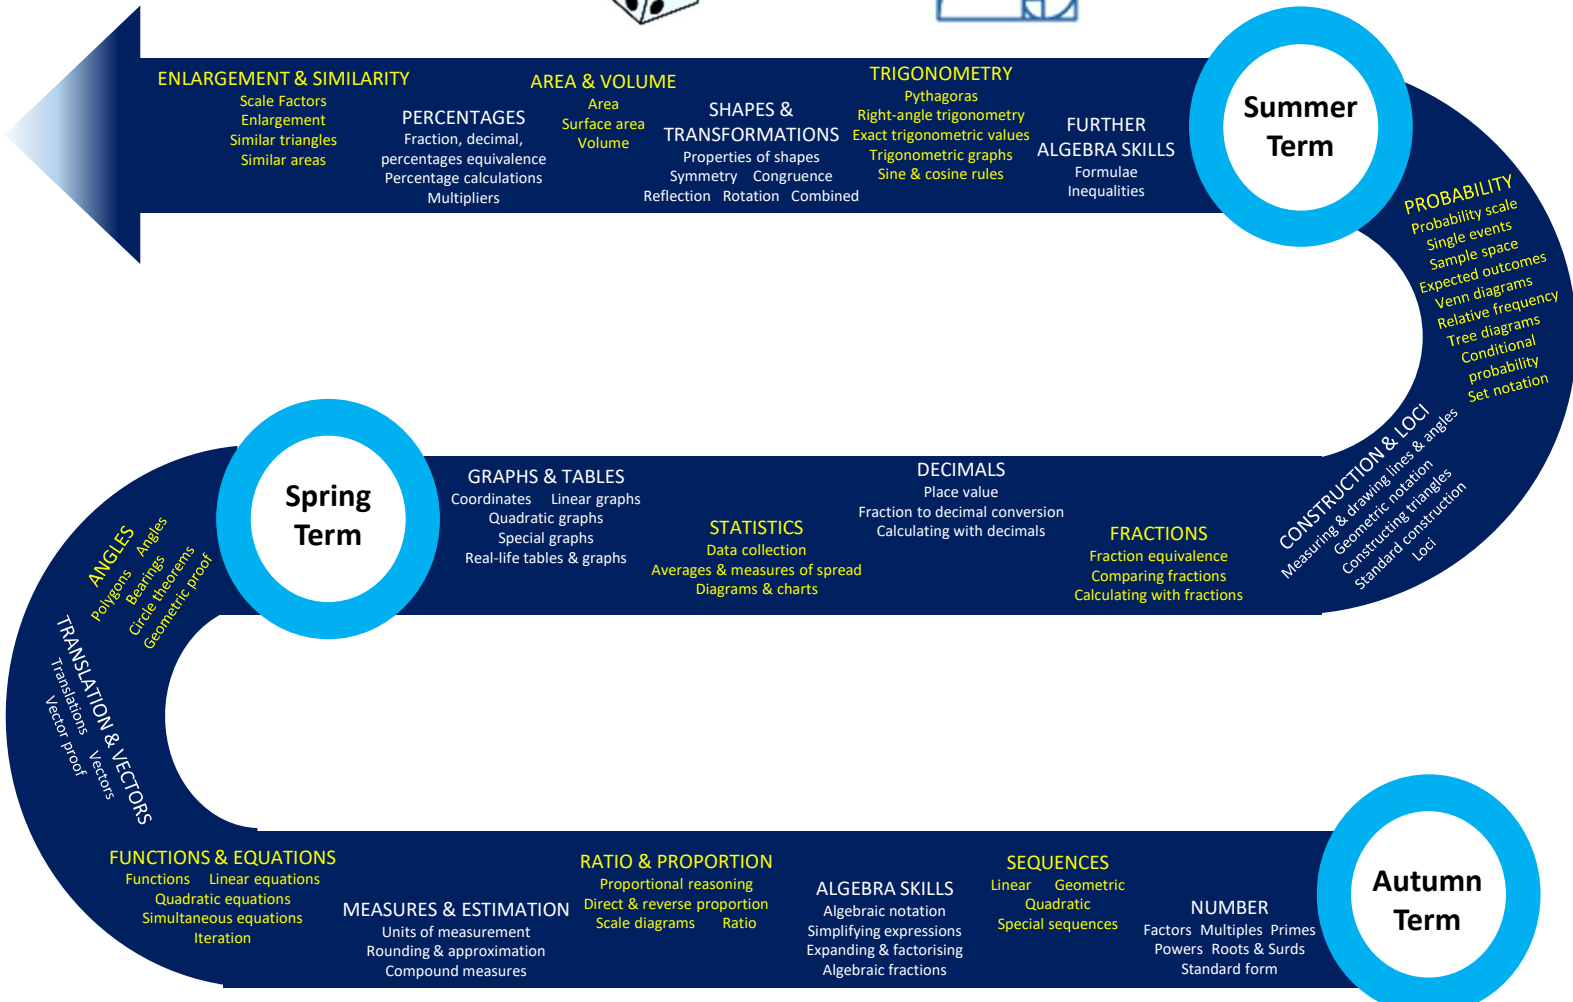 ENLARGEMENT & SIMILARITY
Scale Factors
Enlargement
Similar triangles
Similar areas
PERCENTAGES
Fraction, decimal,
percentages equivalence
Percentage calculations
Multipliers
AREA & VOLUME
Area
Surface area
Volume
SHAPES &
TRANSFORMATIONS
Properties of shapes
Symmetry Congruence
Reflection Rotation Combined
TRIGONOMETRY
Pythagoras
Right-angle trigonometry
Exact trigonometric values
Trigonometric graphs
Sine & cosine rules
FURTHER
ALGEBRA SKILLS
Formulae
Inequalities
Summer
Term
PROBABILITY
Probability scale
Single events
Sample space
Expected outcomes
Venn diagrams
Relative frequency
Tree diagrams
Conditional
probability
Set notation
CONSTRUCTION & LOCI
Measuring & drawing lines & angles
Geometric notation
Constructing triangles
Standard construction
Loci
Spring
Term
GRAPHS & TABLES
Coordinates Linear graphs
Quadratic graphs
Special graphs
Real-life tables & graphs
STATISTICS
Data collection
Averages & measures of spread
Diagrams & charts
DECIMALS
Place value
Fraction to decimal conversion
Calculating with decimals
FRACTIONS
Fraction equivalence
Comparing fractions
Calculating with fractions
ANGLES
Polygons Angles
Bearings
Circle theorems
Geometric proof
TRANSLATION & VECTORS
Translations Vectors
Vector proof
FUNCTIONS & EQUATIONS
Functions Linear equations
Quadratic equations
Simultaneous equations
Iteration
MEASURES & ESTIMATION
Units of measurement
Rounding & approximation
Compound measures
RATIO & PROPORTION
Proportional reasoning
Direct & reverse proportion
Scale diagrams Ratio
ALGEBRA SKILLS
Algebraic notation
Simplifying expressions
Expanding & factorising
Algebraic fractions
SEQUENCES
Linear Geometric
Quadratic
Special sequences
NUMBER
Factors Multiples Primes
Powers Roots & Surds
Standard form
Autumn
Term